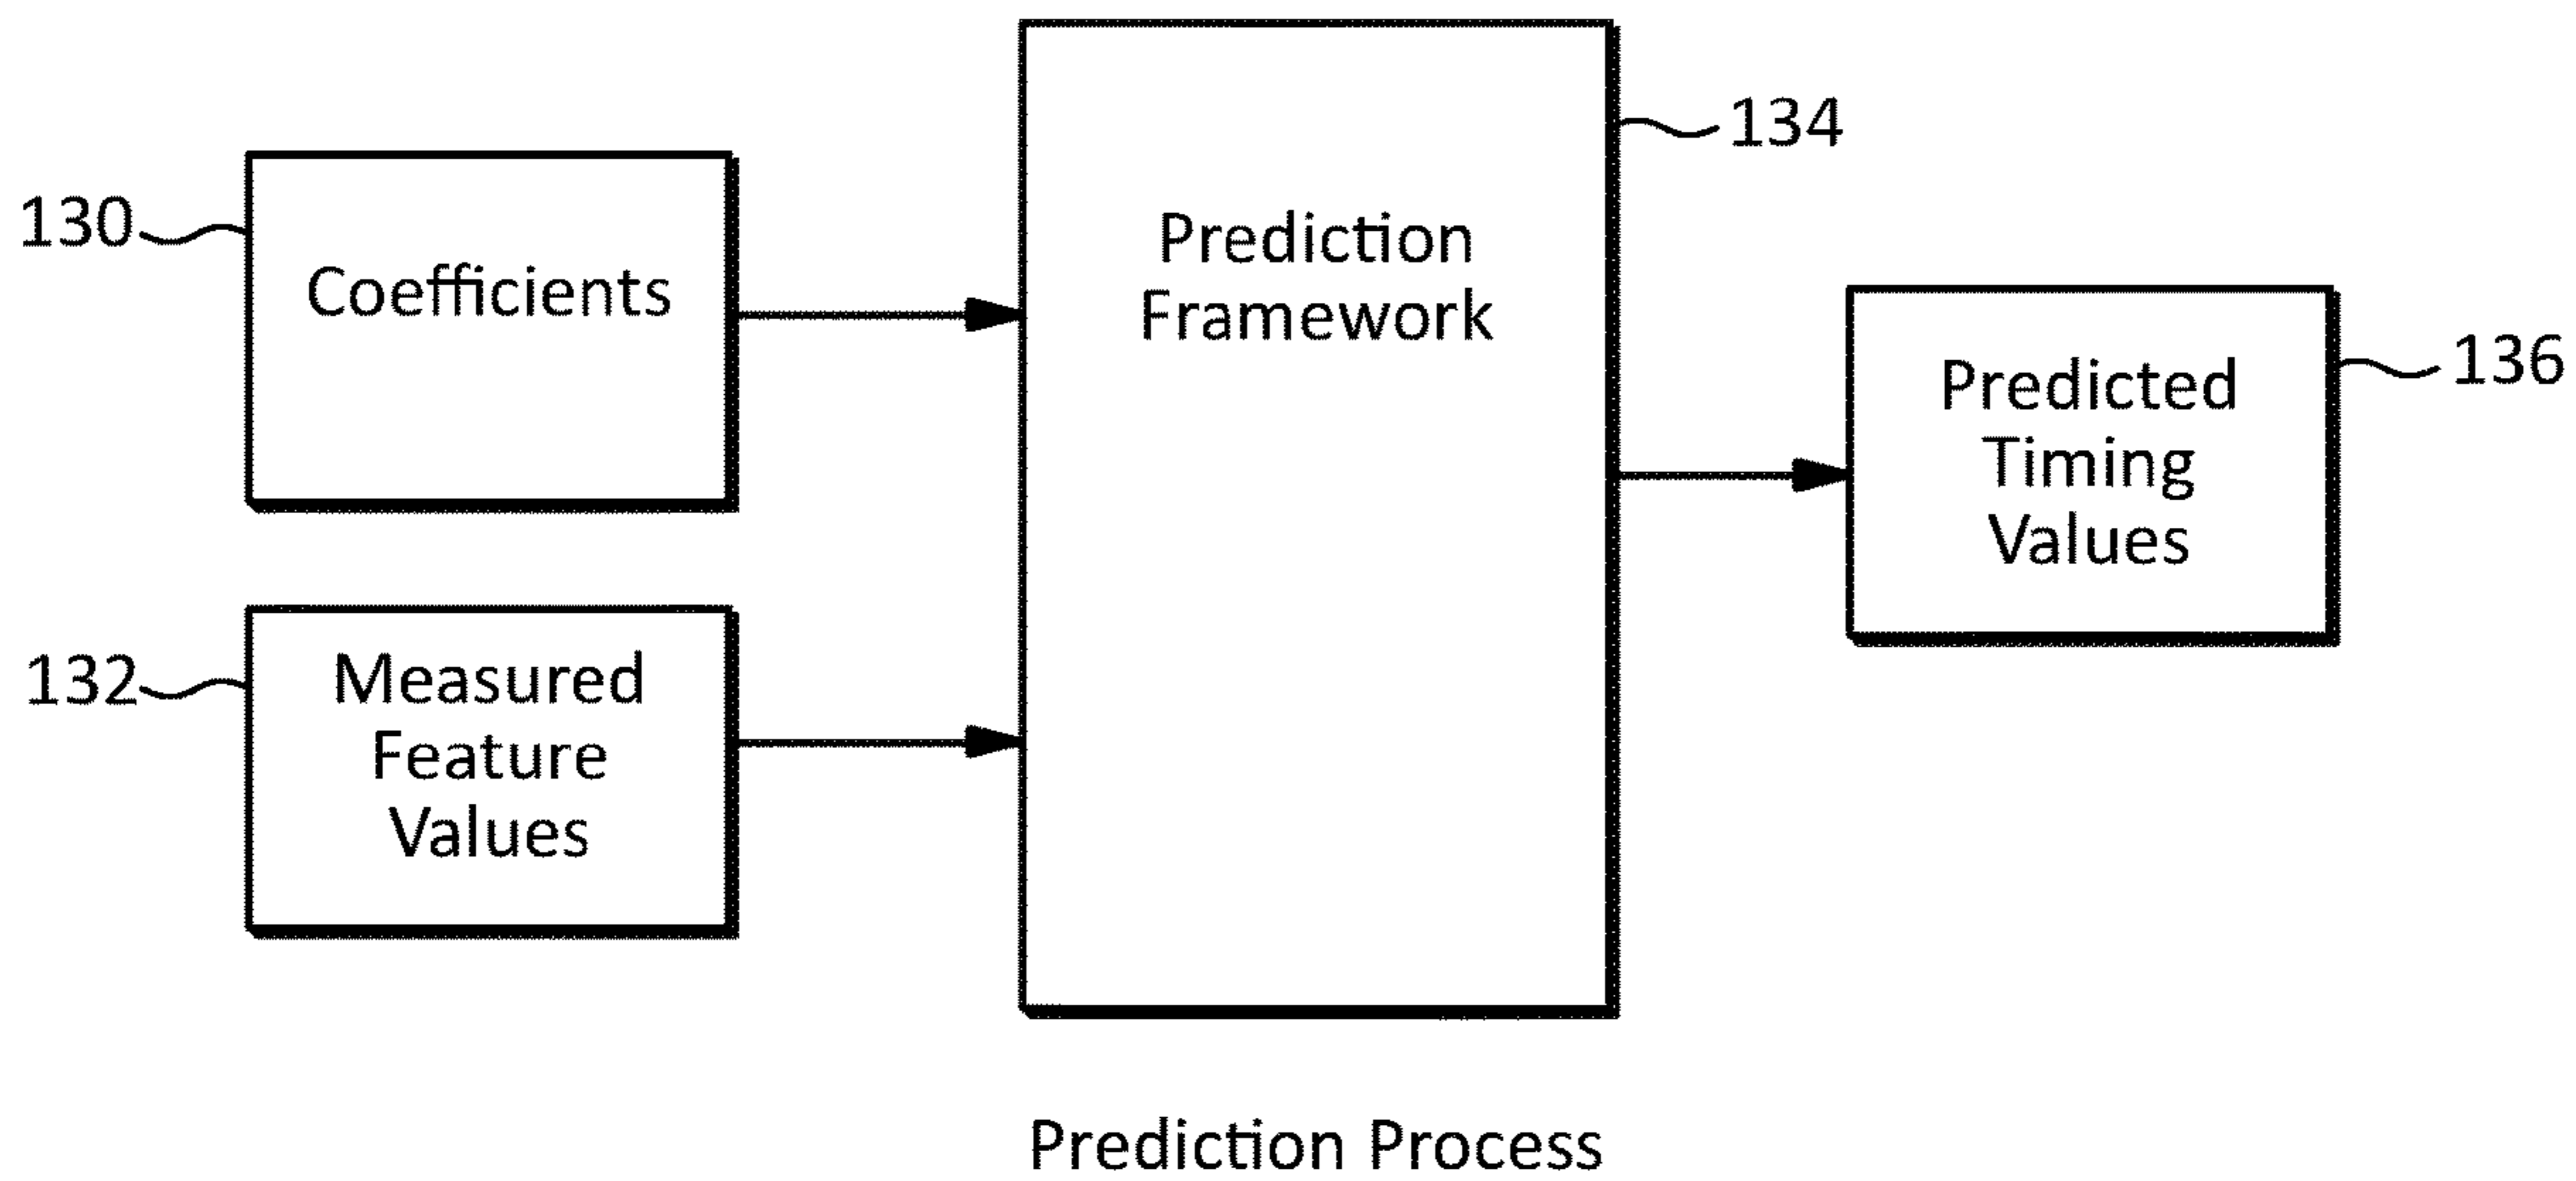 130
Coefficients
132
Measured
Feature
Values
Prediction
Framework
134
Predicted
Timing
Values
136
Prediction Process